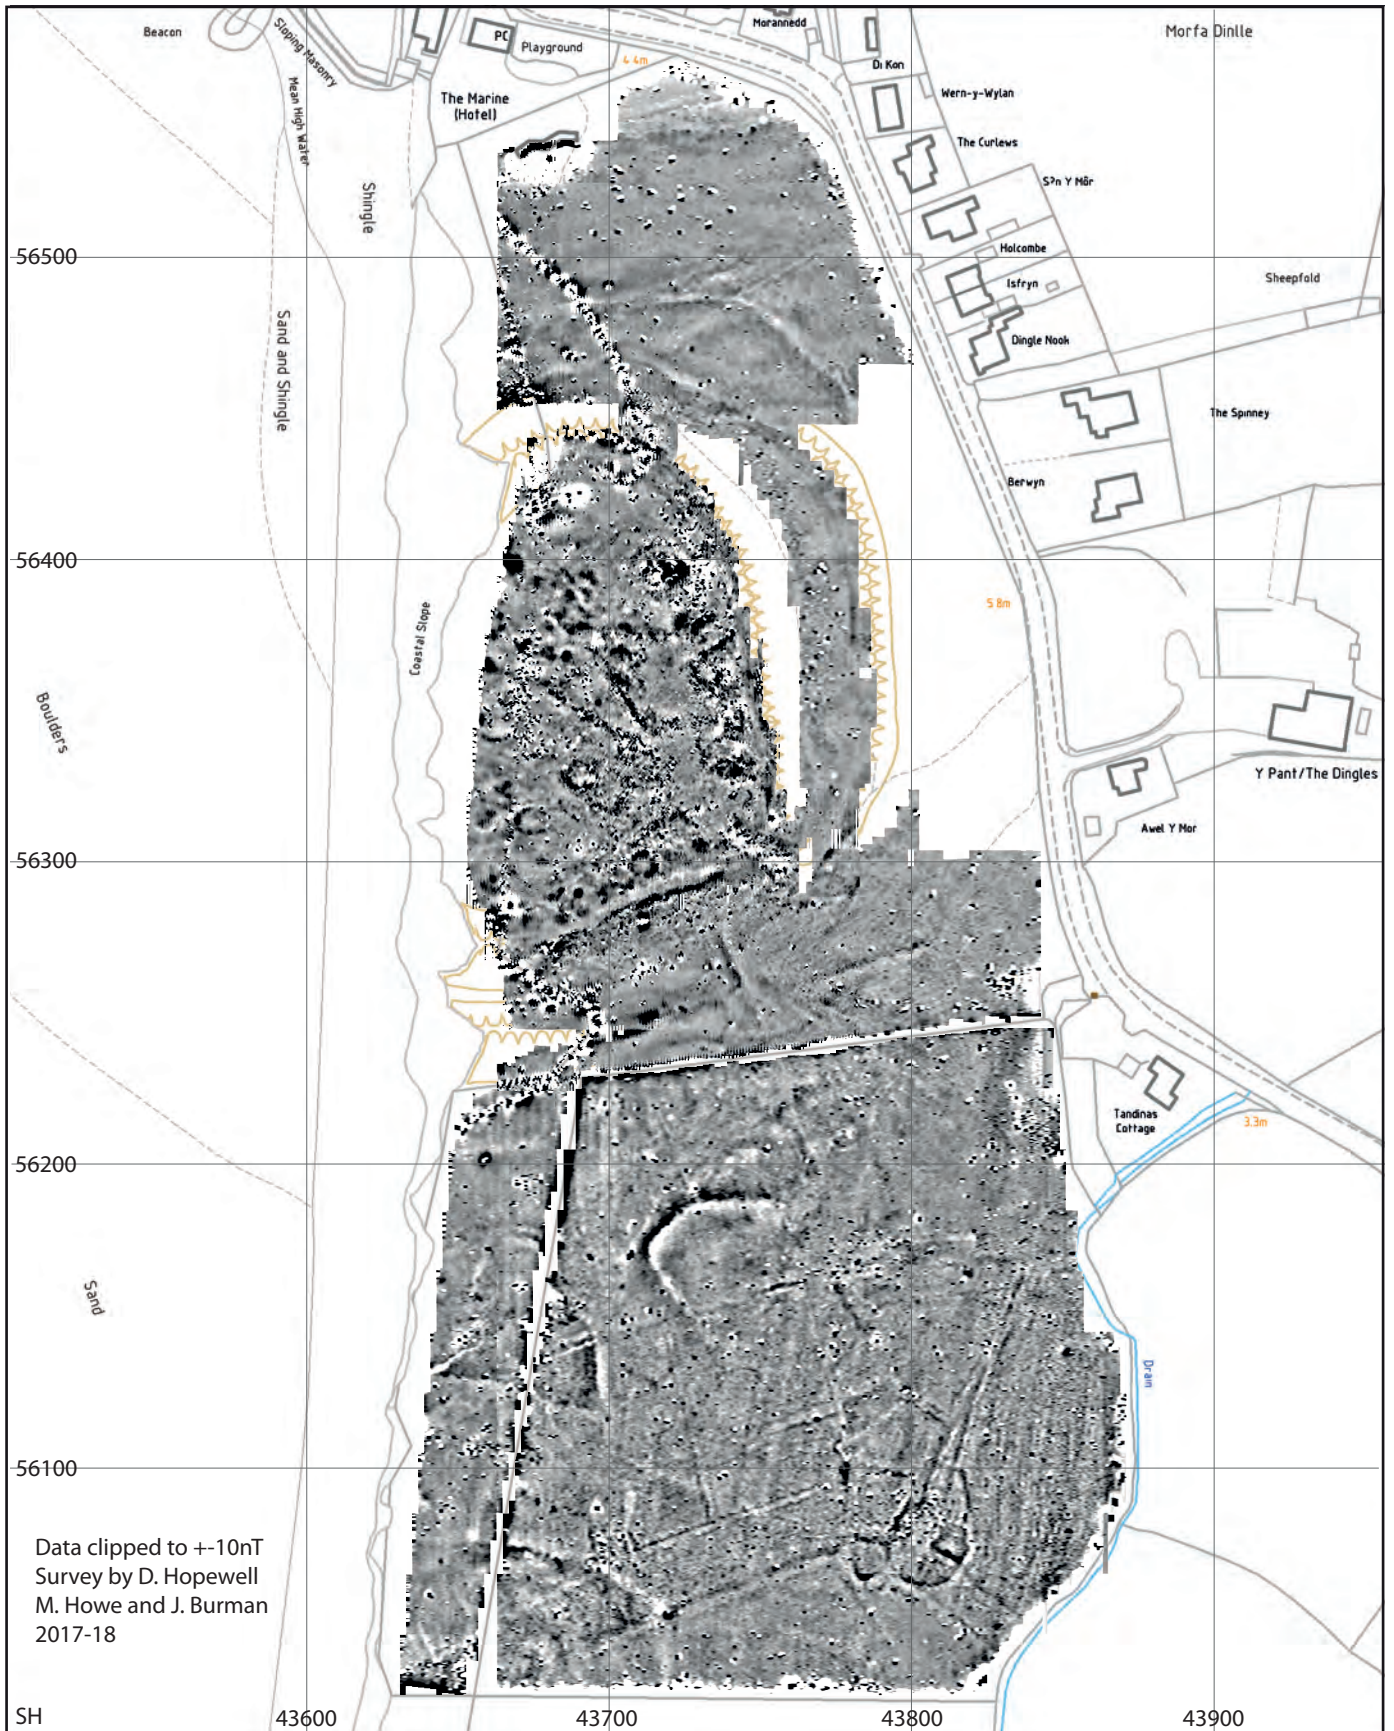 Beacon
Sloping Masonry
PC
Playground
Morannedd
Morfa Dinlle
4.4m
Di Kon
Mean High Water
The Marine
(Hotel)
Wern-y-Wylan
The Curlews
Shingle
S?n Y Môr
Holcombe
56500
Isfryn
Sheepfold
Sand and Shingle
Dingle Nook
The Spinney
Berwyn
56400
5.8m
Coastal Slope
Boulders
Y Pant/The Dingles
Awel Y Mor
56300
Tandinas
Cottage
3.3m
56200
Sand
Drain
56100
Data clipped to +-10nT
Survey by D. Hopewell
M. Howe and J. Burman
2017-18
SH
43600
43700
43800
43900